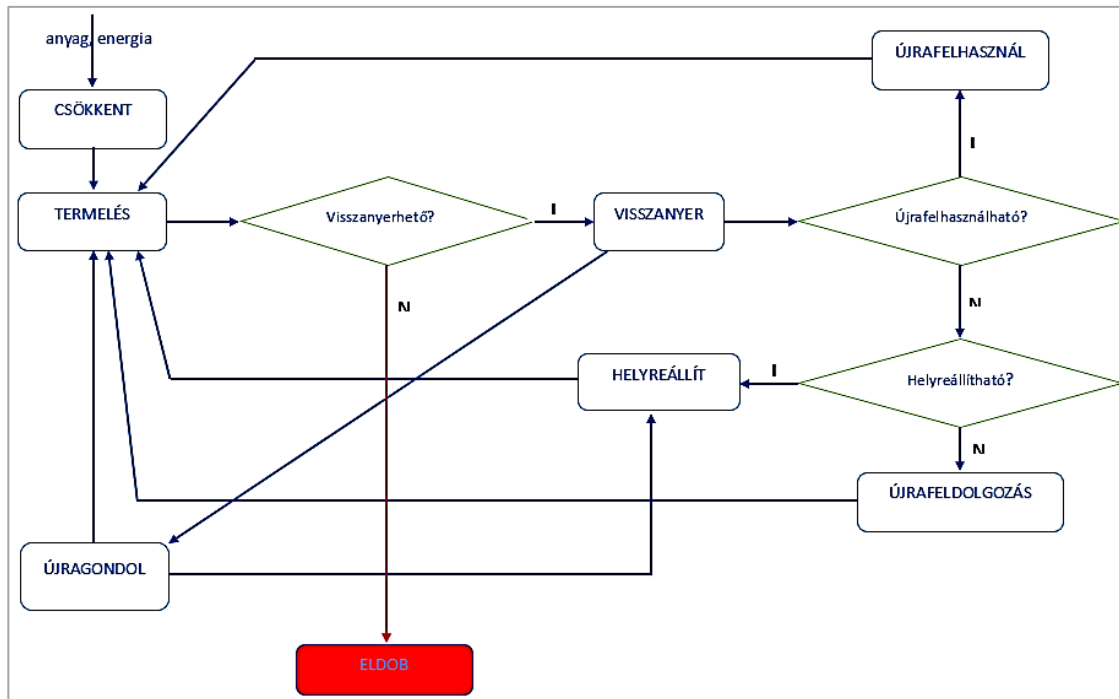 anyag, energia
ÚJRAFELHASZNÁL
CSÖKKENT
I
TERMELÉS
Visszanyerhető?
I
VISSZANYER
Újrafelhasználható?
N
N
HELYREÁLLÍT
I
Helyreállítható?
N
ÚJRAFELDOLGOZÁS
ÚJRAGONDOL
ELDOB